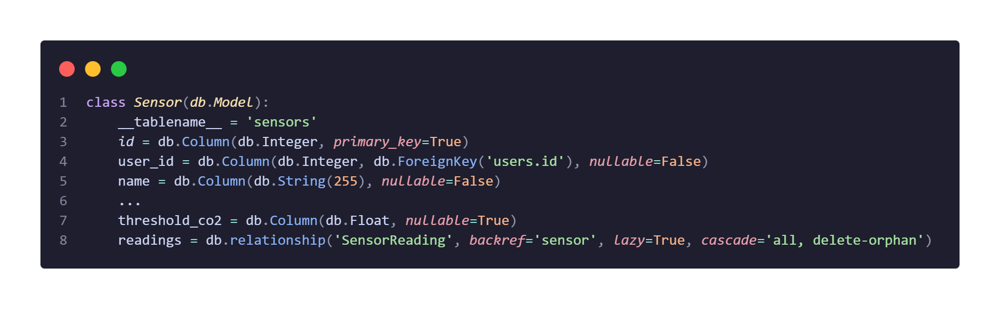 1 class Sensor(db.Model):
2     __tablename__ = 'sensors'
3     id = db.Column(db.Integer, primary_key=True)
4     user_id = db.Column(db.Integer, db.ForeignKey('users.id'), nullable=False)
5     name = db.Column(db.String(255), nullable=False)
6     ...
7     threshold_co2 = db.Column(db.Float, nullable=True)
8     readings = db.relationship('SensorReading', backref='sensor', lazy=True, cascade='all, delete-orphan')